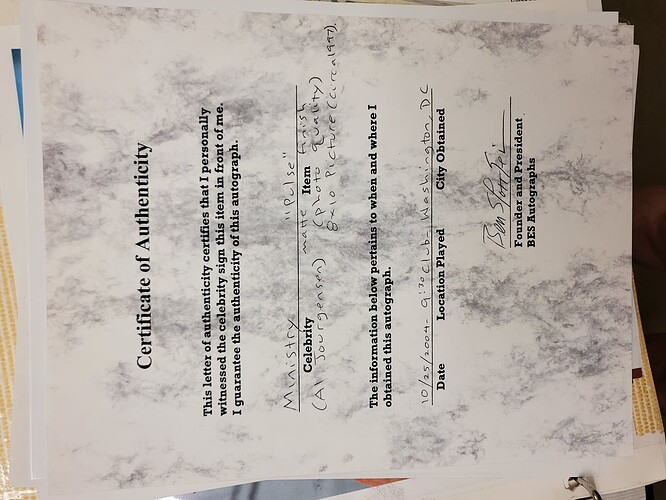 Certificate of Authenticity
This letter of authenticity certifies that I personally
witnessed the celebrity sign this item in front of me.
I guarantee the authenticity of this autograph.
Ministry "Pulse"
Celebrity matte finish Item
(Al Jourgensen) (photo quality)
8x10 Picture (circa 1997)
The information below pertains to when and where I
obtained this autograph.
10/25/2004 - 9:30 Club - Washington, DC
Date Location Played City Obtained
Ben
Founder and President
BES Autographs